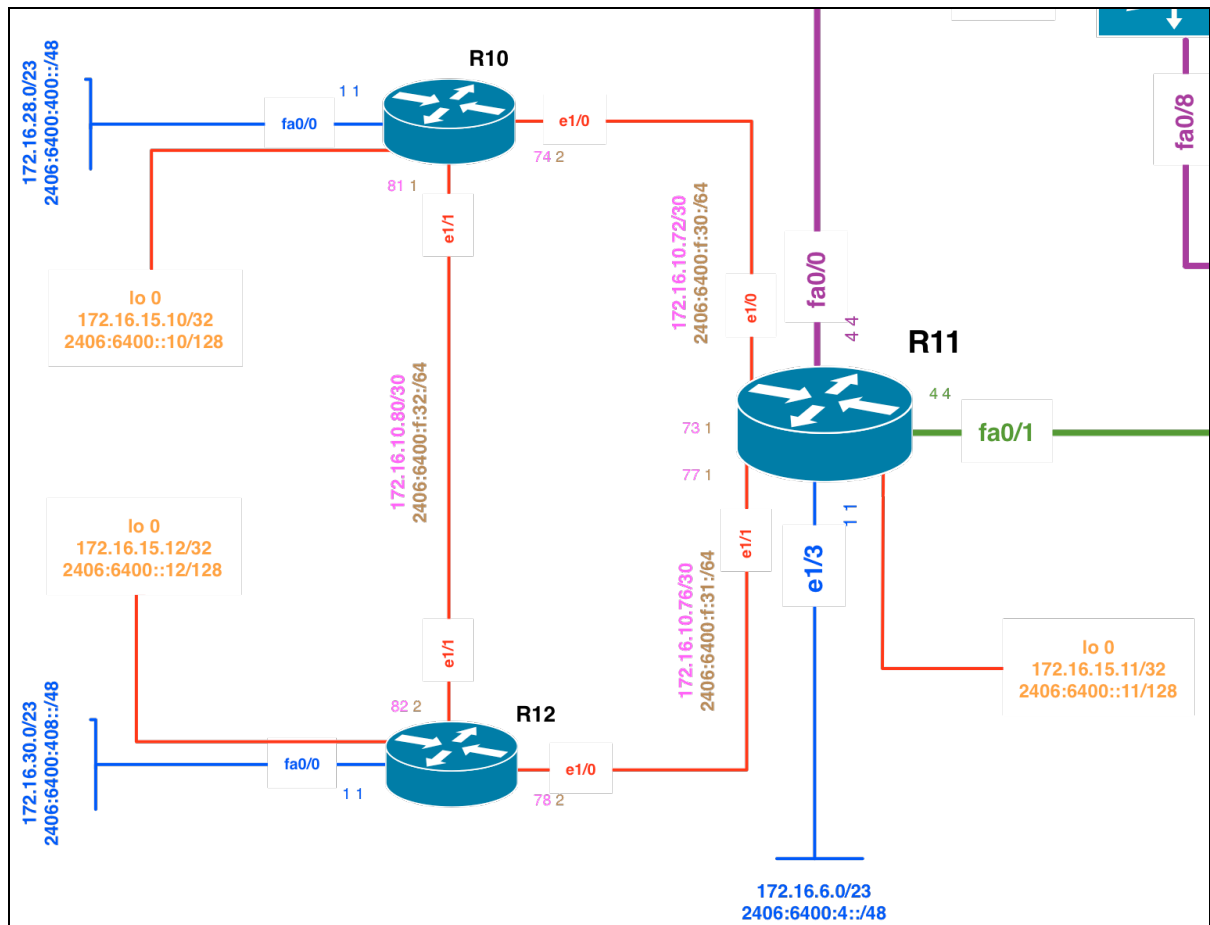 R10
172.16.28.0/23
2406:6400:400::/48
1 1
fa0/0
e1/0
74 2
81 1
e1/1
fa0/8
172.16.10.72/30
2406:6400:f:30:/64
e1/0
fa0/0
4 4
lo 0
172.16.15.10/32
2406:6400::10/128
R11
4 4
fa0/1
73 1
77 1
172.16.10.80/30
2406:6400:f:32:/64
lo 0
172.16.15.12/32
2406:6400::12/128
e1/1
1 1
e1/3
172.16.10.76/30
2406:6400:f:31:/64
e1/1
lo 0
172.16.15.11/32
2406:6400::11/128
82 2
R12
172.16.30.0/23
2406:6400:408::/48
fa0/0
1 1
e1/0
78 2
172.16.6.0/23
2406:6400:4::/48